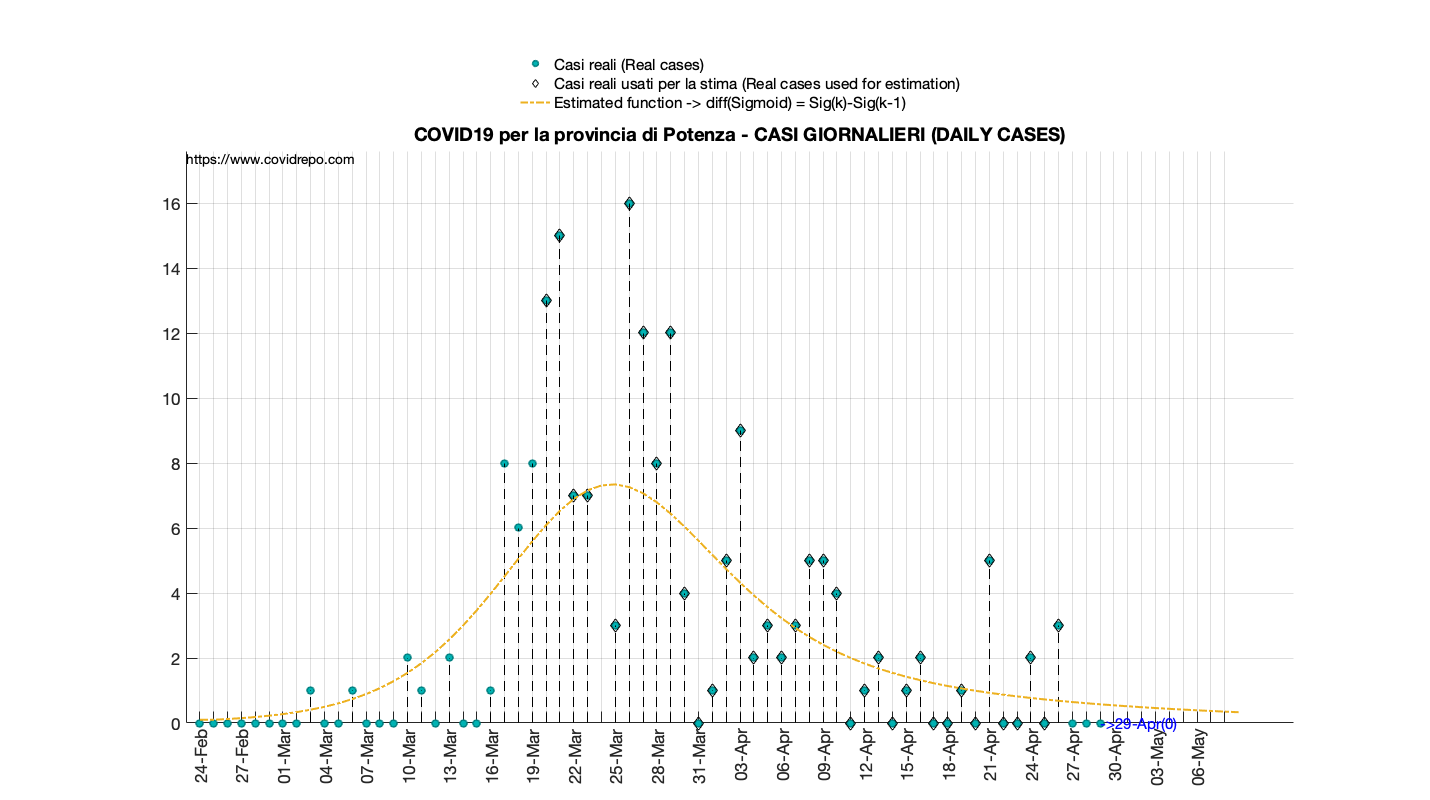 Casi reali (Real cases)
Casi reali usati per la stima (Real cases used for estimation)
Estimated function -> diff(Sigmoid) = Sig(k)-Sig(k-1)
COVID19 per la provincia di Potenza - CASI GIORNALIERI (DAILY CASES)
https://www.covidrepo.com
16
14
12
10
8
6
4
2
0
->29-Apr(0)
24-Feb
27-Feb
01-Mar
04-Mar
07-Mar
10-Mar
13-Mar
16-Mar
19-Mar
22-Mar
25-Mar
28-Mar
31-Mar
03-Apr
06-Apr
09-Apr
12-Apr
15-Apr
18-Apr
21-Apr
24-Apr
27-Apr
30-Apr
03-May
06-May